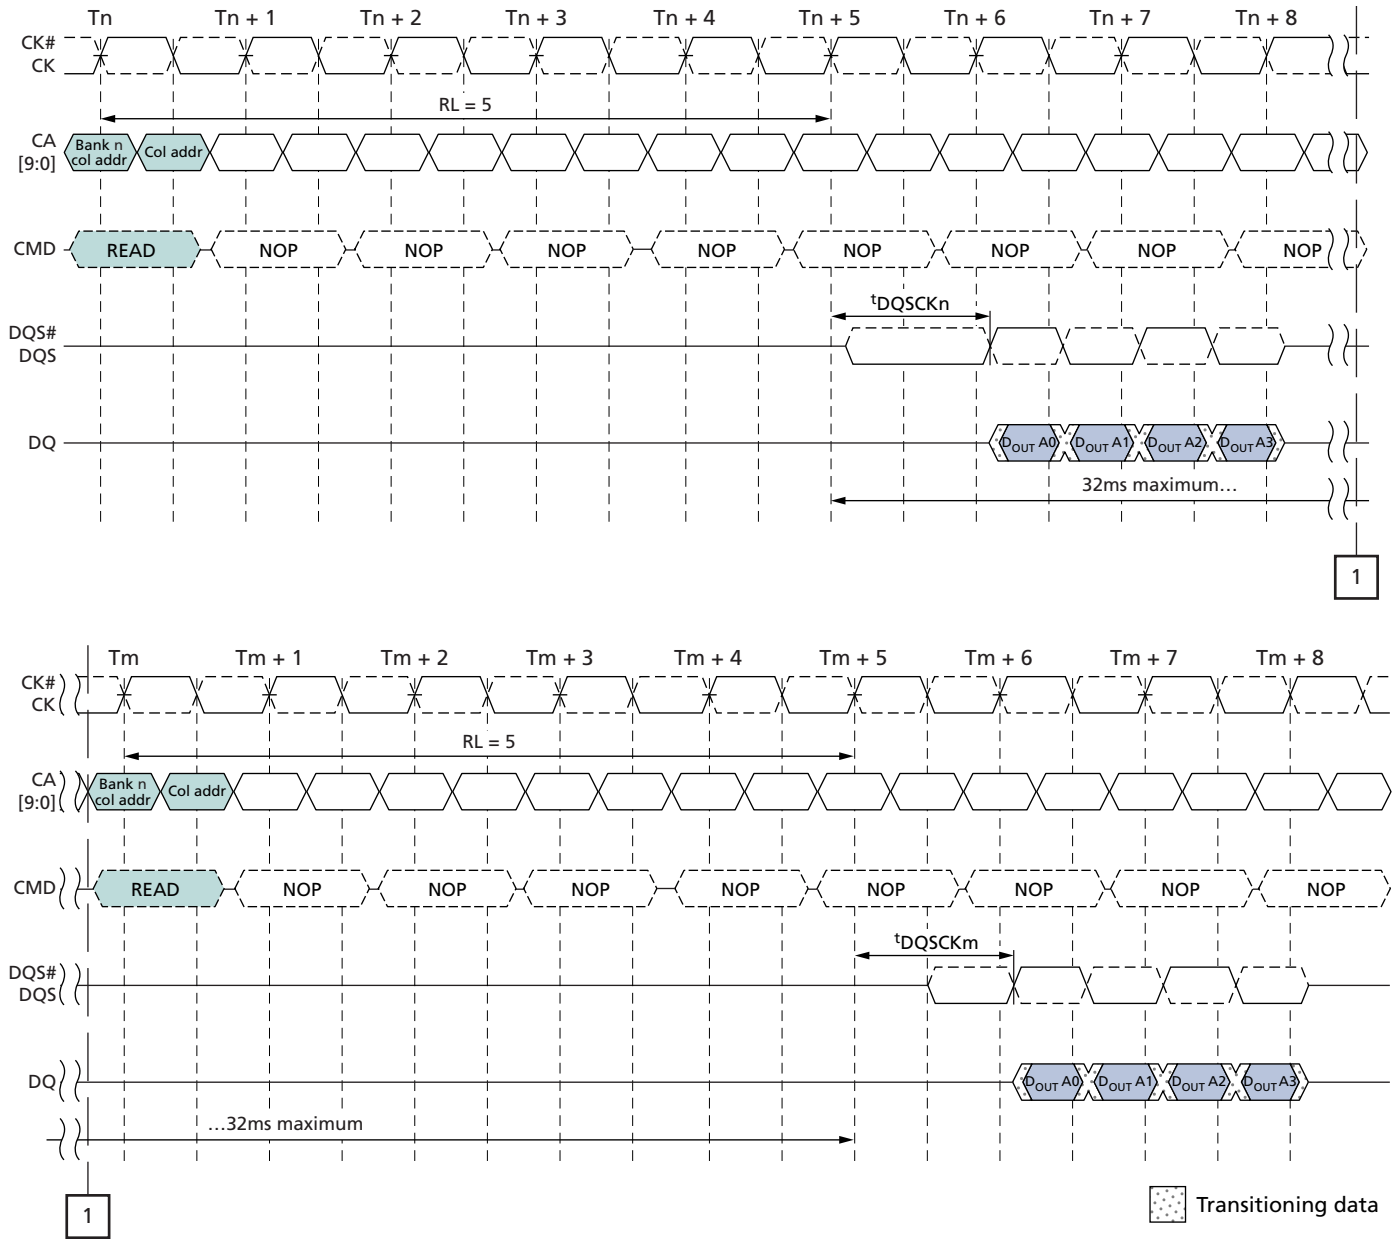 Tn Tn + 1 Tn + 2 Tn + 3 Tn + 4 Tn + 5 Tn + 6 Tn + 7 Tn + 8
CK#
CK
RL = 5
CA
[9:0]
Bank n
col addr
Col addr
CMD READ NOP NOP NOP NOP NOP NOP NOP NOP
tDQSCKn
DQS#
DQS
DQ DOUT A0 DOUT A1 DOUT A2 DOUT A3
32ms maximum…
1
Tm Tm + 1 Tm + 2 Tm + 3 Tm + 4 Tm + 5 Tm + 6 Tm + 7 Tm + 8
CK#
CK
RL = 5
CA
[9:0]
Bank n
col addr
Col addr
CMD READ NOP NOP NOP NOP NOP NOP NOP NOP
tDQSCKm
DQS#
DQS
DQ DOUT A0 DOUT A1 DOUT A2 DOUT A3
…32ms maximum
1
Transitioning data